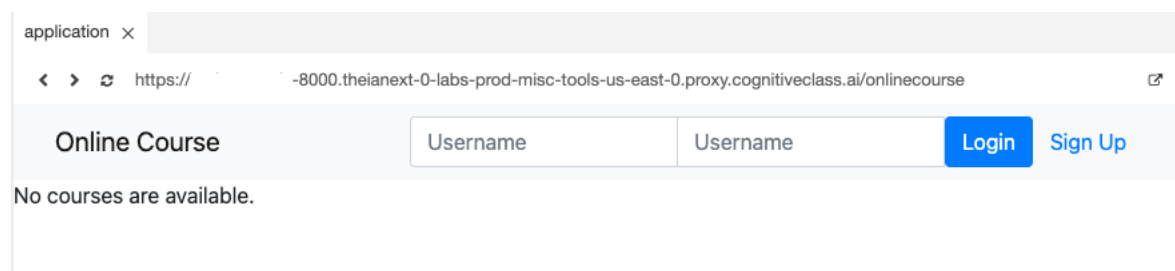 application ×
https:// -8000.theianext-0-labs-prod-misc-tools-us-east-0.proxy.cognitiveclass.ai/onlinecourse
Online Course Username Username Login Sign Up
No courses are available.